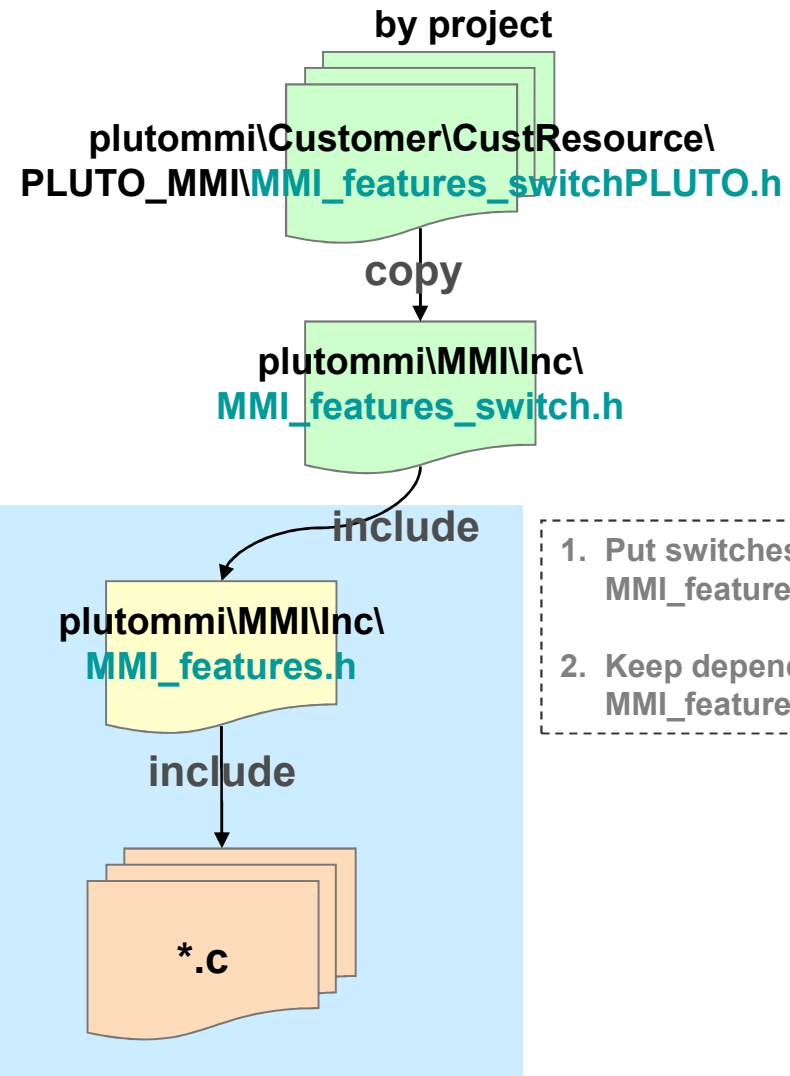 by project
plutommi\Customer\CustResource\
PLUTO_MMI\MMI_features_switchPLUTO.h
copy
plutommi\MMI\Inc\
MMI_features_switch.h
include
1. Put switches
MMI_feature
2. Keep depen
MMI_feature
plutommi\MMI\Inc\
MMI_features.h
include
*.c